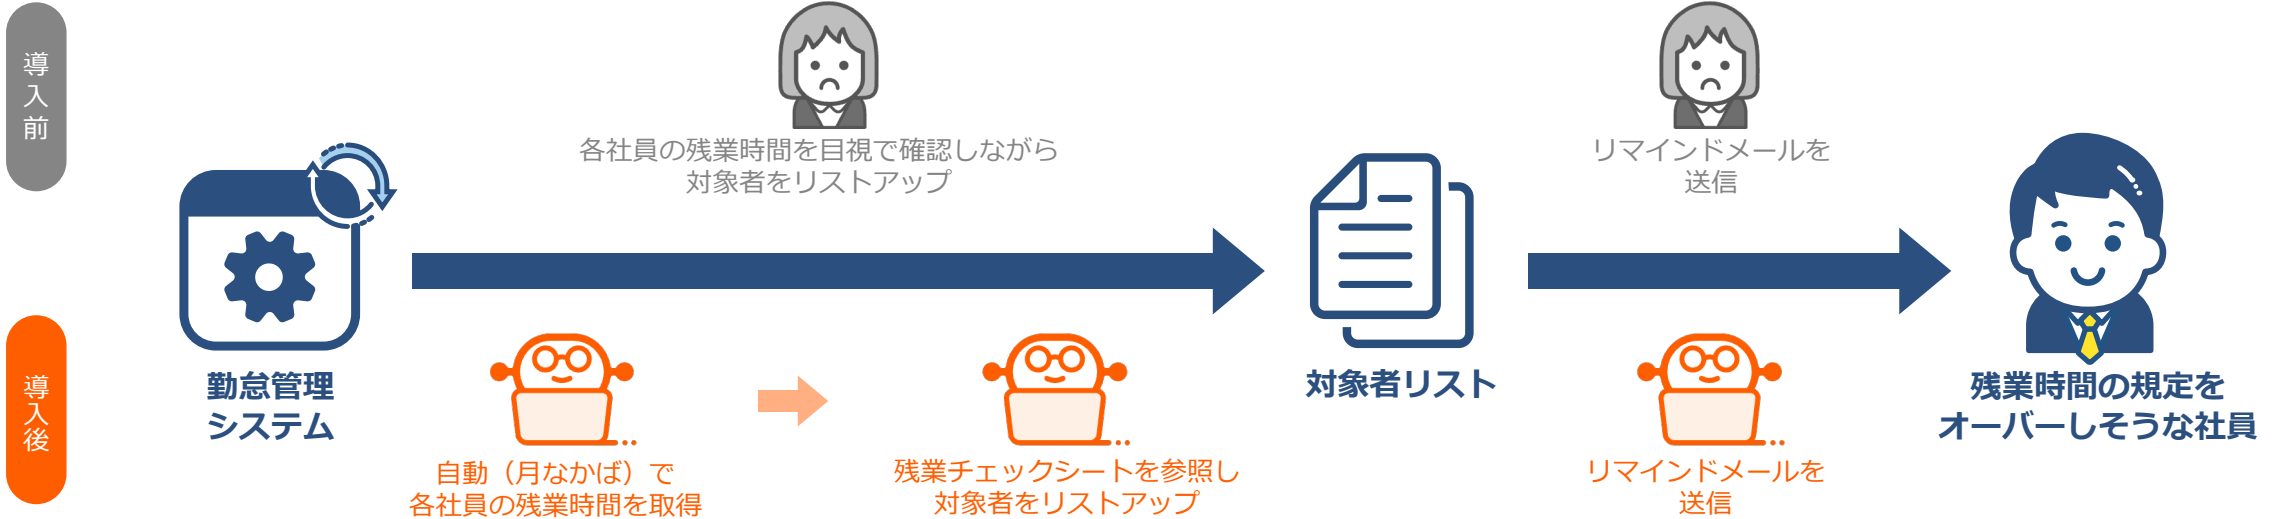 導入前
各社員の残業時間を目視で確認しながら
対象者をリストアップ
リマインドメールを
送信
勤怠管理
システム
対象者リスト
残業時間の規定を
オーバーしそうな社員
導入後
自動（月なかば）で
各社員の残業時間を取得
残業チェックシートを参照し
対象者をリストアップ
リマインドメールを
送信